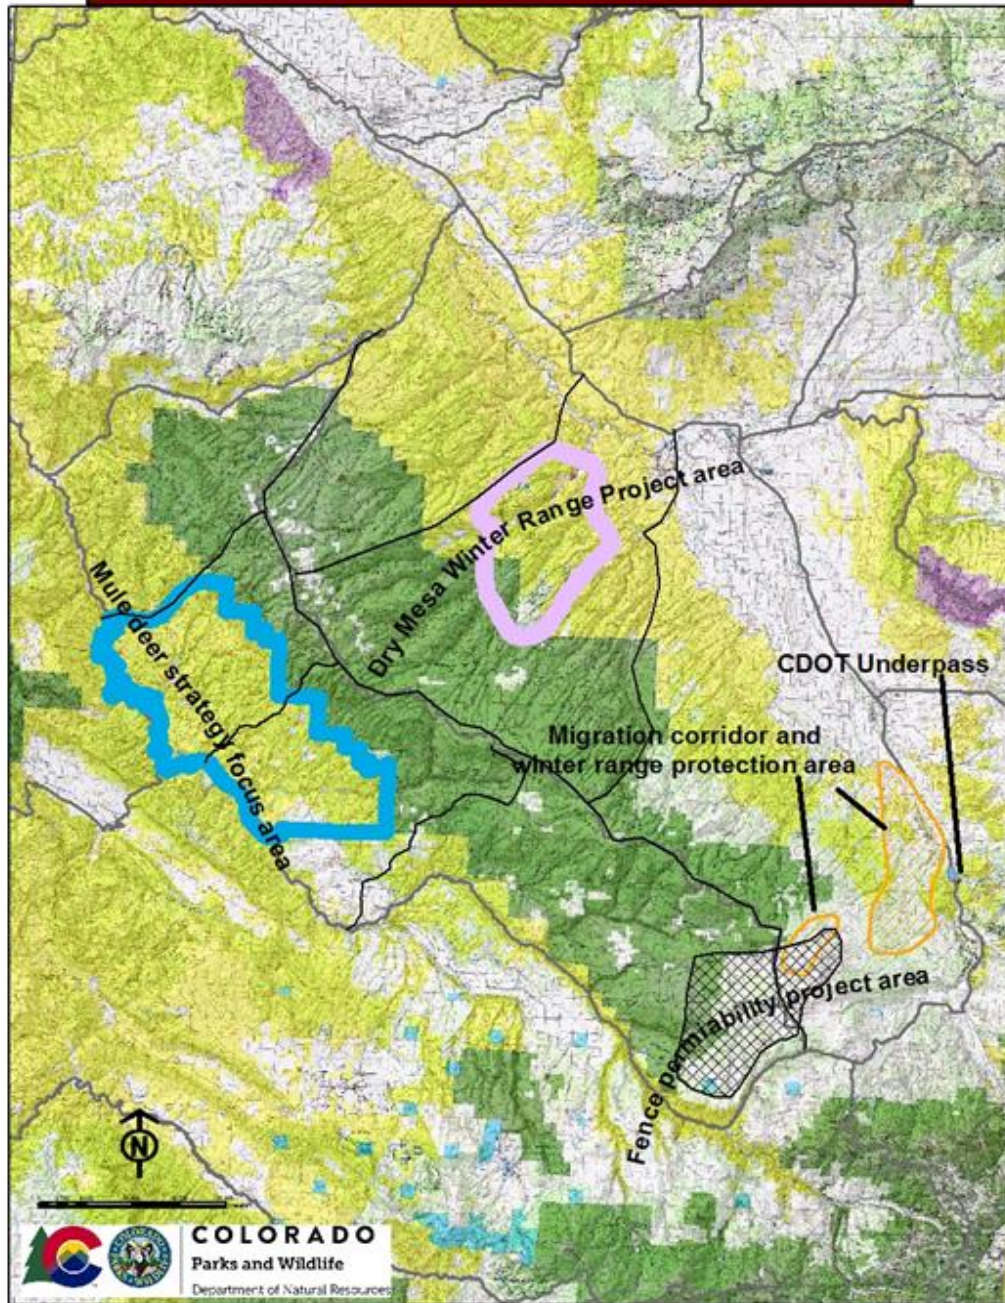 Dry Mesa Winter Range Project area
Mule deer strategy focus area
CDOT Underpass
Migration corridor and
winter range protection area
Fence permiability project area
N
COLORADO
Parks and Wildlife
Department of Natural Resources